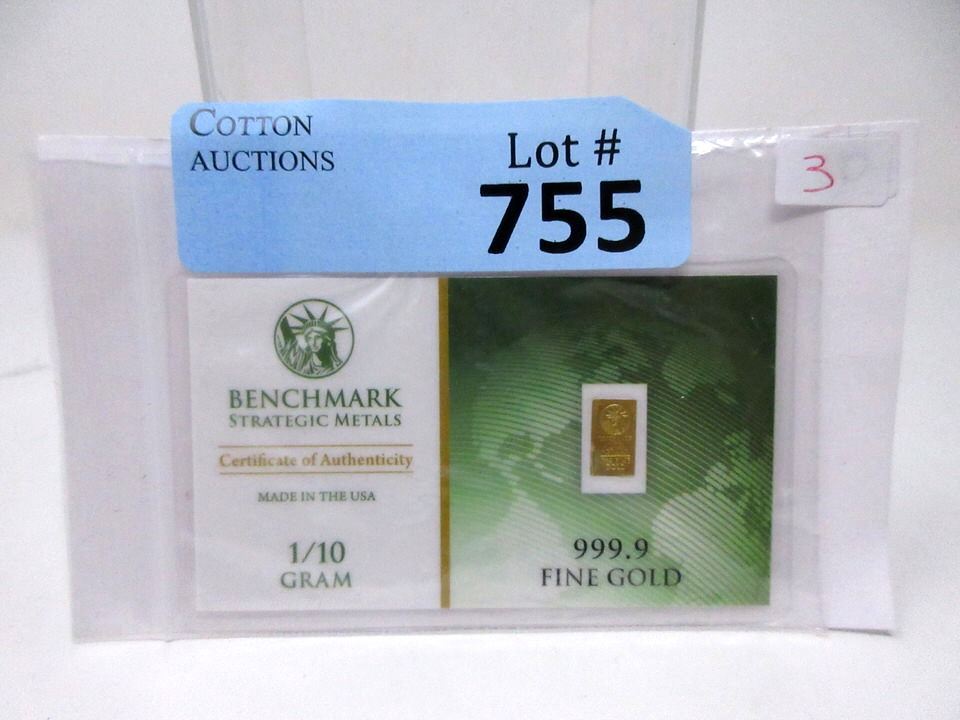 COTTON
AUCTIONS
Lot #
755
3
BENCHMARK
STRATEGIC METALS
Certificate of Authenticity
MADE IN THE USA
1/10
GRAM
999.9
FINE GOLD